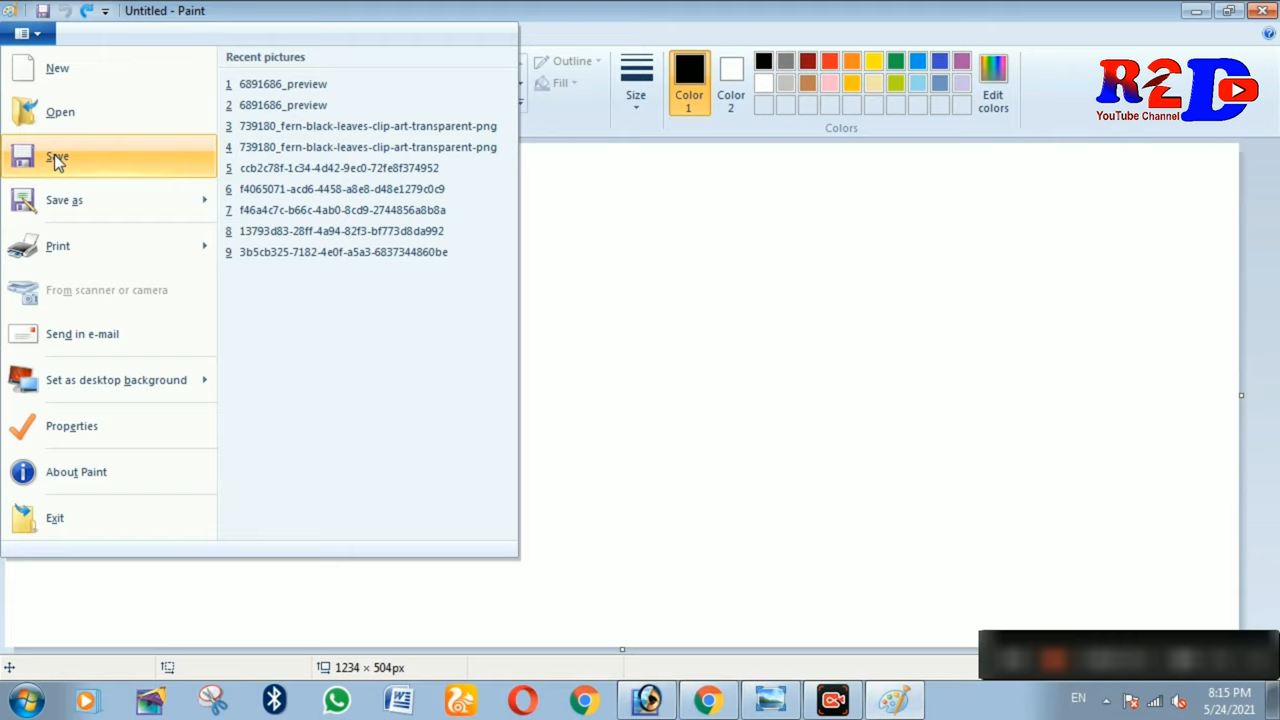 Untitled - Paint
New
Open
Save
Save as
Print
From scanner or camera
Send in e-mail
Set as desktop background
Properties
About Paint
Exit
Recent pictures
1 6891686_preview
2 6891686_preview
3 739180_fern-black-leaves-clip-art-transparent-png
4 739180_fern-black-leaves-clip-art-transparent-png
5 ccb2c78f-1c34-4d42-9ec0-72fe8f374952
6 f4065071-acd6-4458-a8e8-d48e1279c0c9
7 f46a4c7c-b66c-4ab0-8cd9-2744856a8b8a
8 13793d83-28ff-4a94-82f3-bf773d8da992
9 3b5cb325-7182-4e0f-a5a3-6837344860be
Outline
Fill
Size
Color 1
Color 2
Edit colors
Colors
R2D
YouTube Channel
1234 × 504px
EN
8:15 PM
5/24/2021